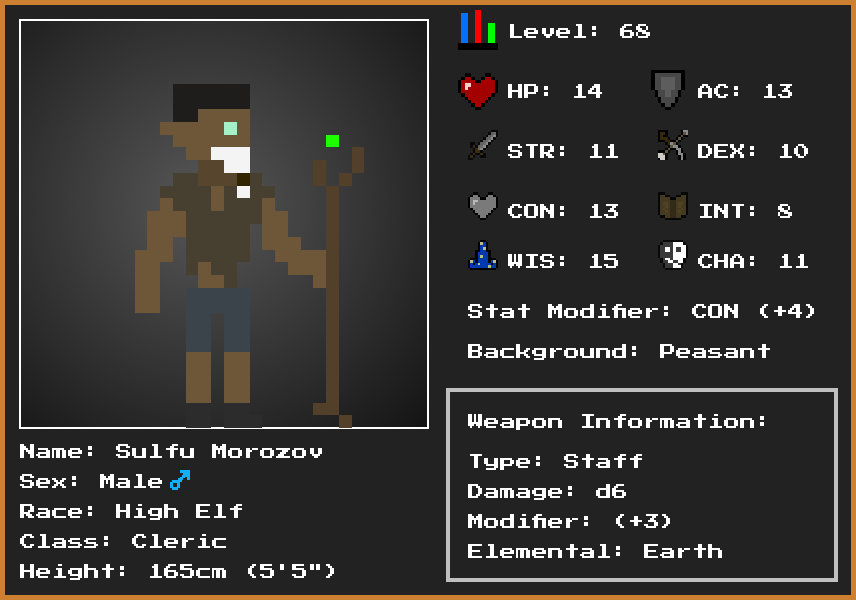 Level: 68
HP: 14
AC: 13
STR: 11
DEX: 10
CON: 13
INT: 8
WIS: 15
CHA: 11
Stat Modifier: CON (+4)
Background: Peasant
Weapon Information:
Type: Staff
Damage: d6
Modifier: (+3)
Elemental: Earth
Name: Sulfu Morozov
Sex: Male♂
Race: High Elf
Class: Cleric
Height: 165cm (5'5")